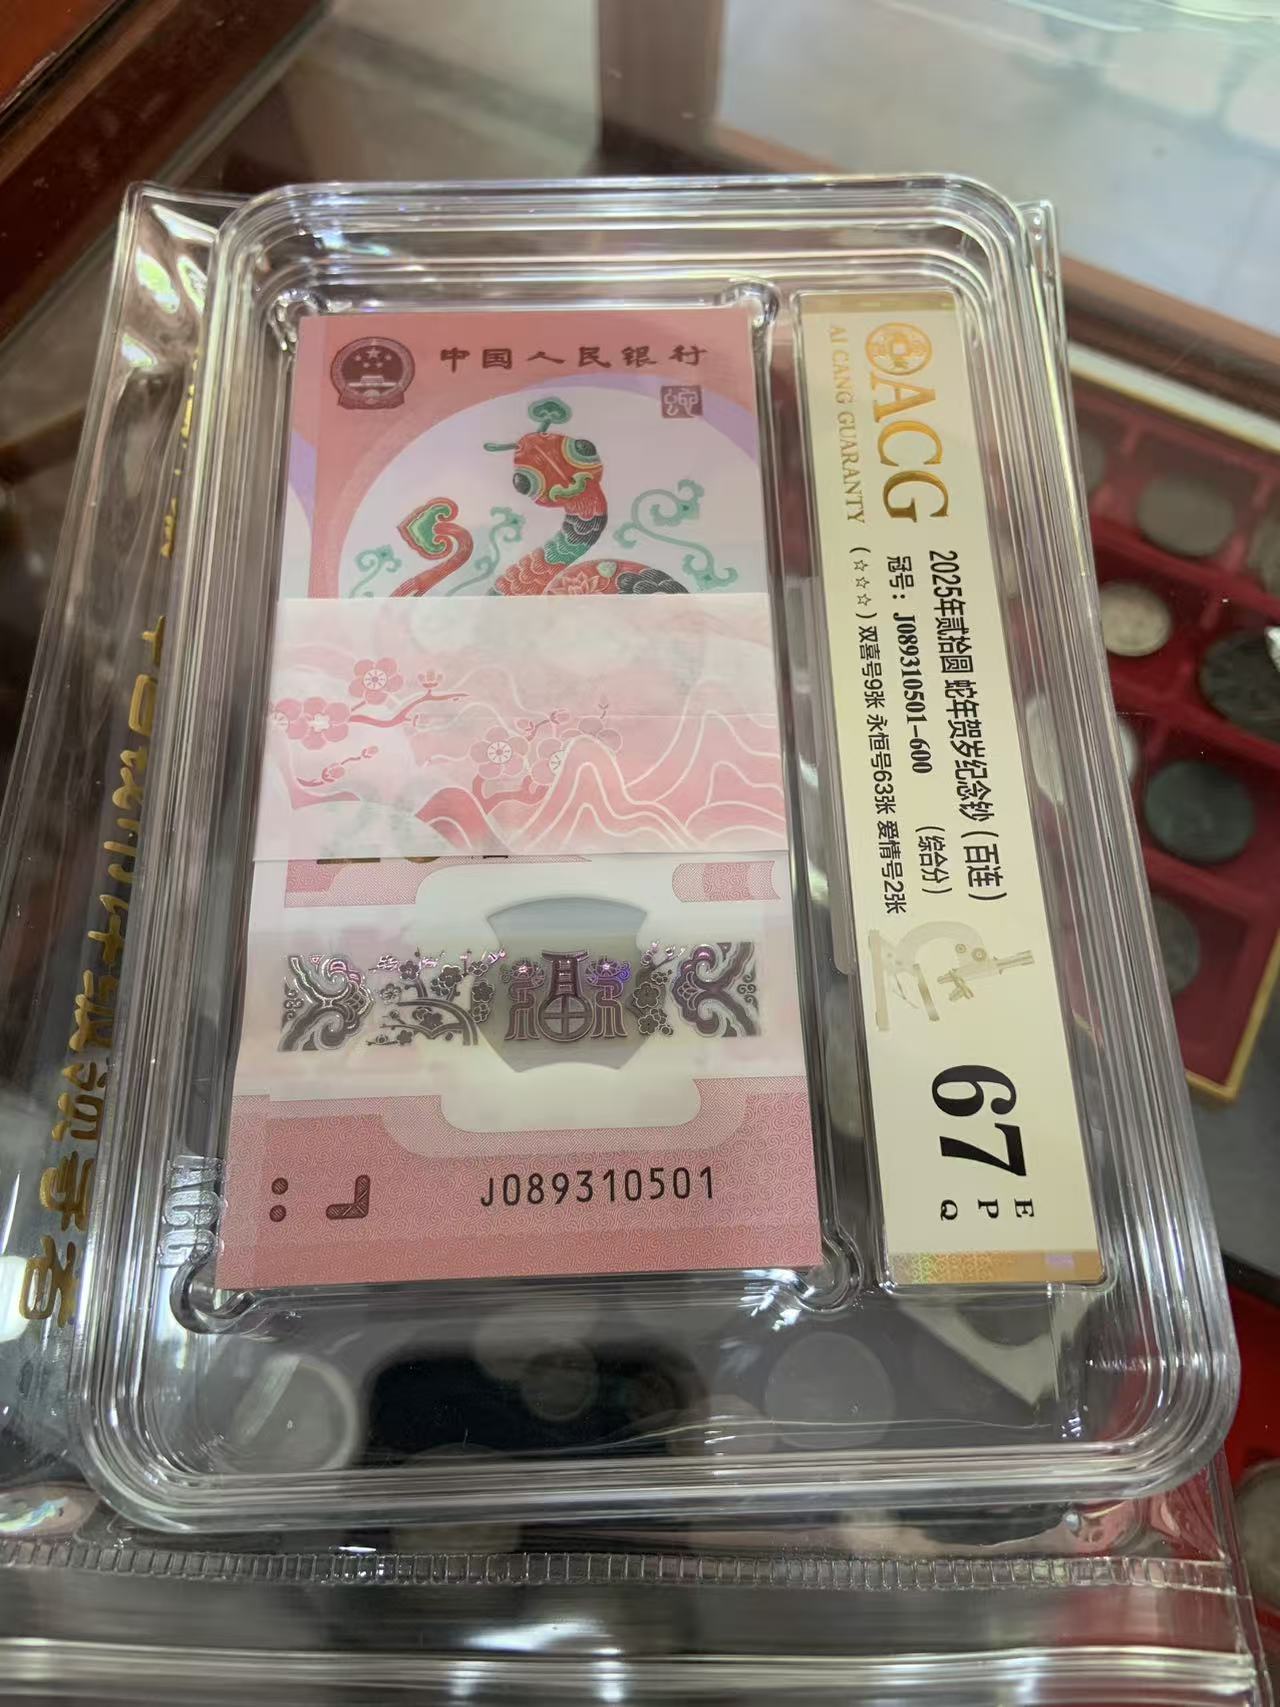 中国人民银行
J089310501
ACG
AI CANG GUARANTY
2025年贰拾圆 蛇年贺岁纪念钞（百连）
冠号：J089310501-600 （综合分）
（☆☆☆）双喜号9张 永恒号63张 爱情号2张
67
E
P
Q
ACG